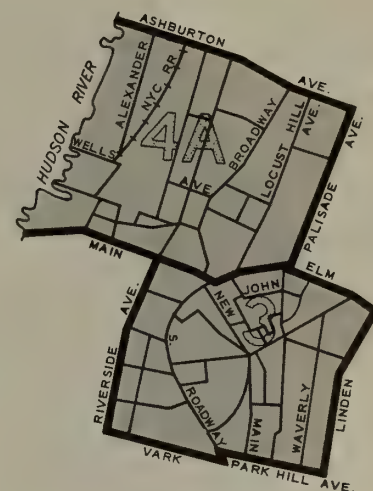 ASHBURTON AVE.
HUDSON RIVER
ALEXANDER
NYC RR
4A
WELLS AVE
BROADWAY
LOCUST HILL AVE.
PALISADE AVE.
MAIN
ELM
JOHN
NEW MAIN
3
RIVERSIDE AVE.
S. BROADWAY
WAVERLY
LINDEN
VARK
PARK HILL AVE.